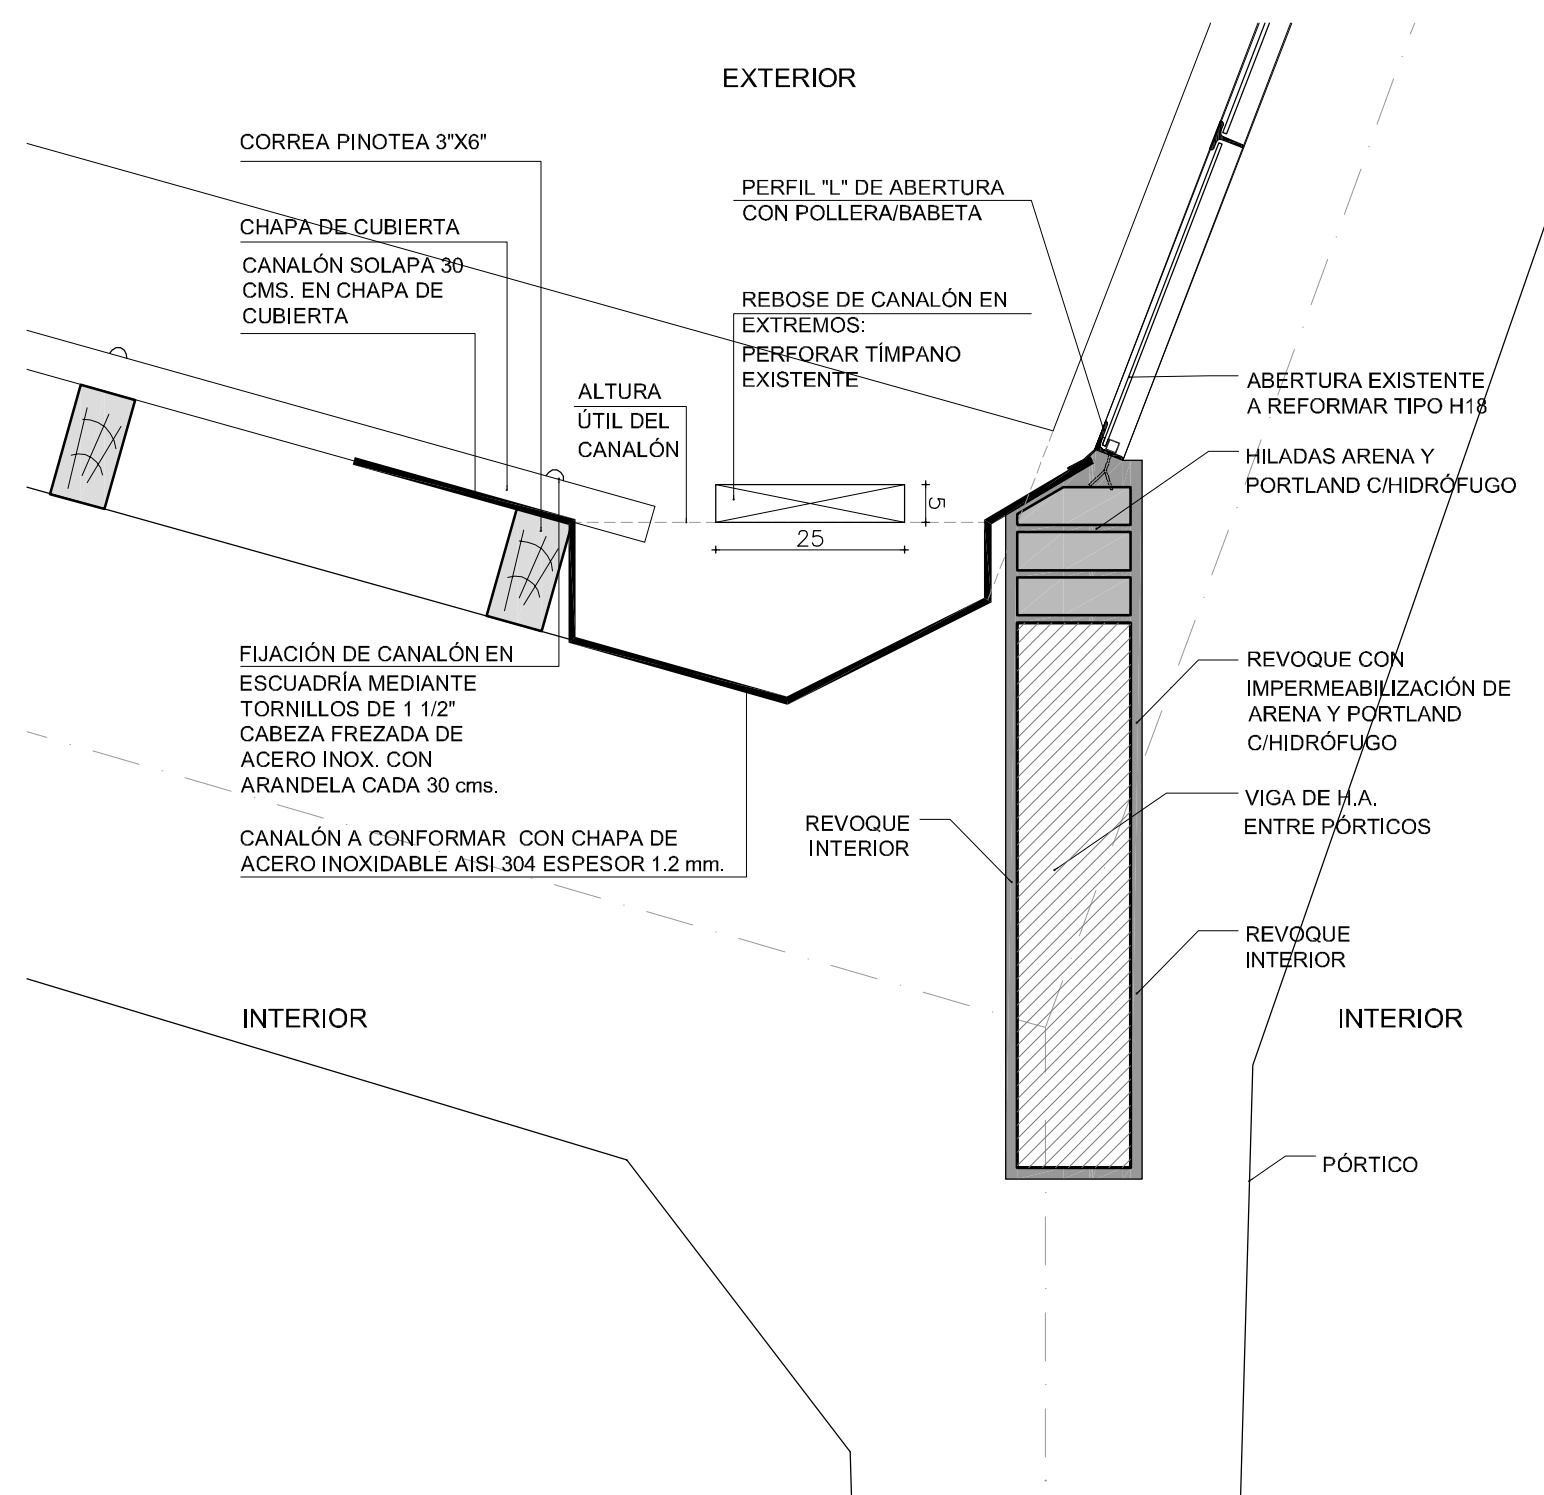 EXTERIOR
CORREA PINOTEA 3"X6"
CHAPA DE CUBIERTA
CANALÓN SOLAPA 30
CMS. EN CHAPA DE
CUBIERTA
PERFIL "L" DE ABERTURA
CON POLLERA/BABETA
REBOSE DE CANALÓN EN
EXTREMOS:
PERFORAR TÍMPANO
EXISTENTE
ALTURA
ÚTIL DEL
CANALÓN
5
25
ABERTURA EXISTENTE
A REFORMAR TIPO H18
HILADAS ARENA Y
PORTLAND C/HIDRÓFUGO
FIJACIÓN DE CANALÓN EN
ESCUADRÍA MEDIANTE
TORNILLOS DE 1 1/2"
CABEZA FREZADA DE
ACERO INOX. CON
ARANDELA CADA 30 cms.
CANALÓN A CONFORMAR CON CHAPA DE
ACERO INOXIDABLE AISI 304 ESPESOR 1.2 mm.
REVOQUE
INTERIOR
REVOQUE CON
IMPERMEABILIZACIÓN DE
ARENA Y PORTLAND
C/HIDRÓFUGO
VIGA DE H.A.
ENTRE PÓRTICOS
REVOQUE
INTERIOR
INTERIOR
INTERIOR
PÓRTICO